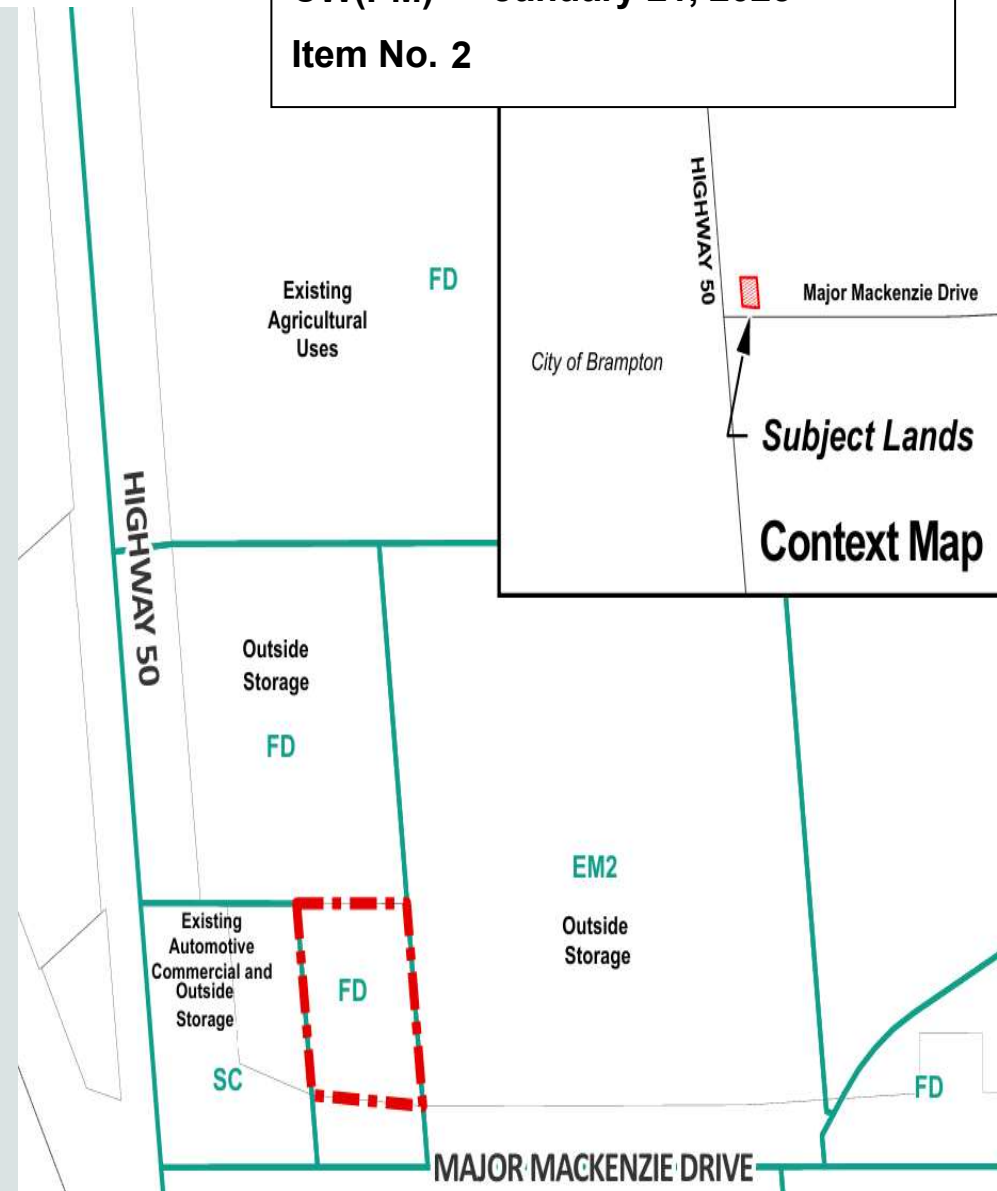 Item No. 2
HIGHWAY 50
Major Mackenzie Drive
City of Brampton
Subject Lands
Context Map
Existing
Agricultural
Uses
FD
HIGHWAY 50
Outside
Storage
FD
EM2
Outside
Storage
Existing
Automotive
Commercial and
Outside
Storage
SC
FD
FD
MAJOR MACKENZIE DRIVE